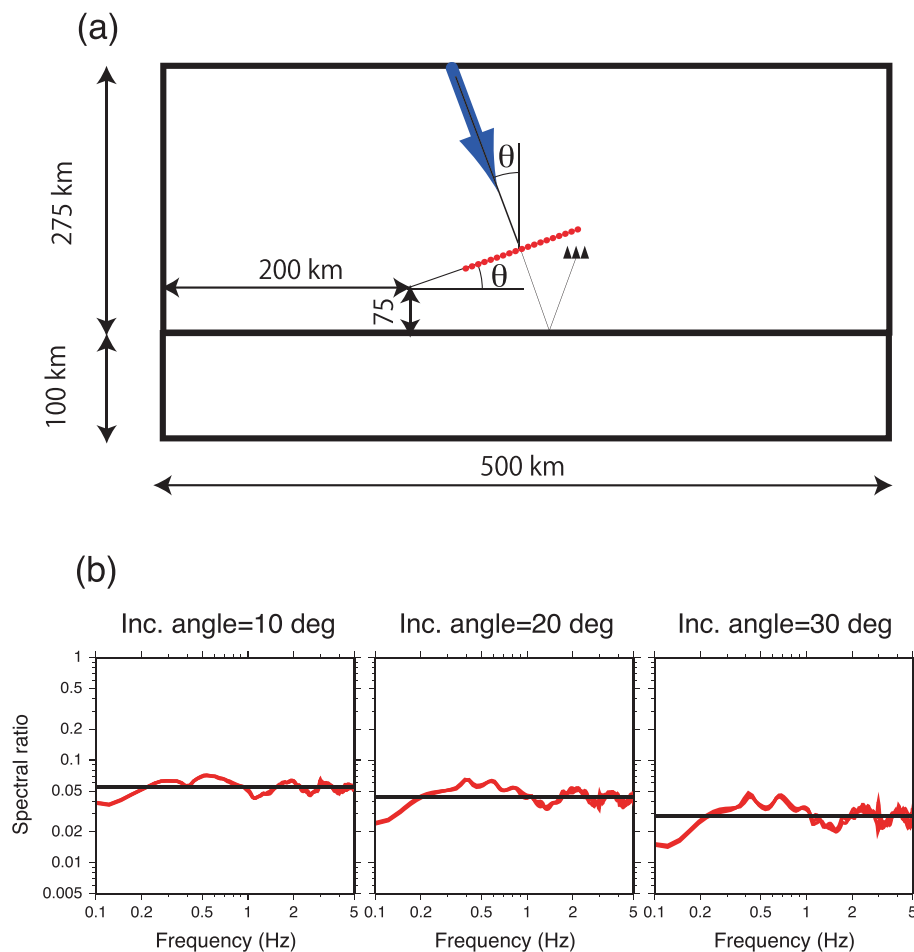 (a)
275 km
θ
200 km
θ
75
100 km
500 km
(b)
Inc. angle=10 deg
Inc. angle=20 deg
Inc. angle=30 deg
Spectral ratio
1
0.5
0.1
0.05
0.02
0.01
0.005
0.1 0.2 0.5 1 2 5
0.1 0.2 0.5 1 2 5
0.1 0.2 0.5 1 2 5
Frequency (Hz)
Frequency (Hz)
Frequency (Hz)